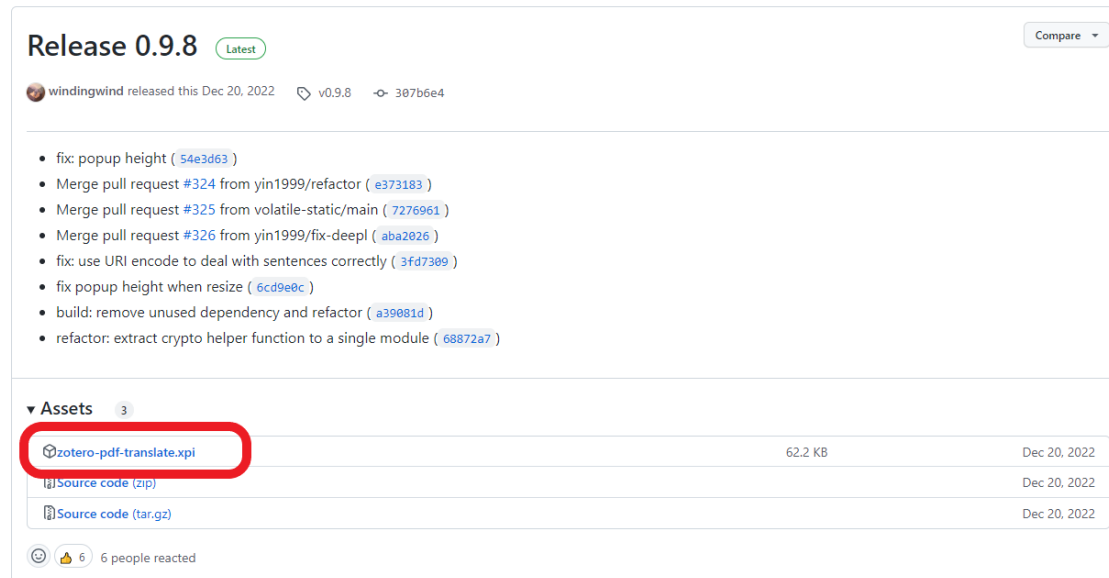 Release 0.9.8 Latest
Compare
windingwind released this Dec 20, 2022 v0.9.8 307b6e4
fix: popup height ( 54e3d63 )
Merge pull request #324 from yin1999/refactor ( e373183 )
Merge pull request #325 from volatile-static/main ( 7276961 )
Merge pull request #326 from yin1999/fix-deepl ( aba2026 )
fix: use URI encode to deal with sentences correctly ( 3fd7309 )
fix popup height when resize ( 6cd9e0c )
build: remove unused dependency and refactor ( a39081d )
refactor: extract crypto helper function to a single module ( 68872a7 )
Assets 3
zotero-pdf-translate.xpi 62.2 KB Dec 20, 2022
Source code (zip) Dec 20, 2022
Source code (tar.gz) Dec 20, 2022
6 6 people reacted